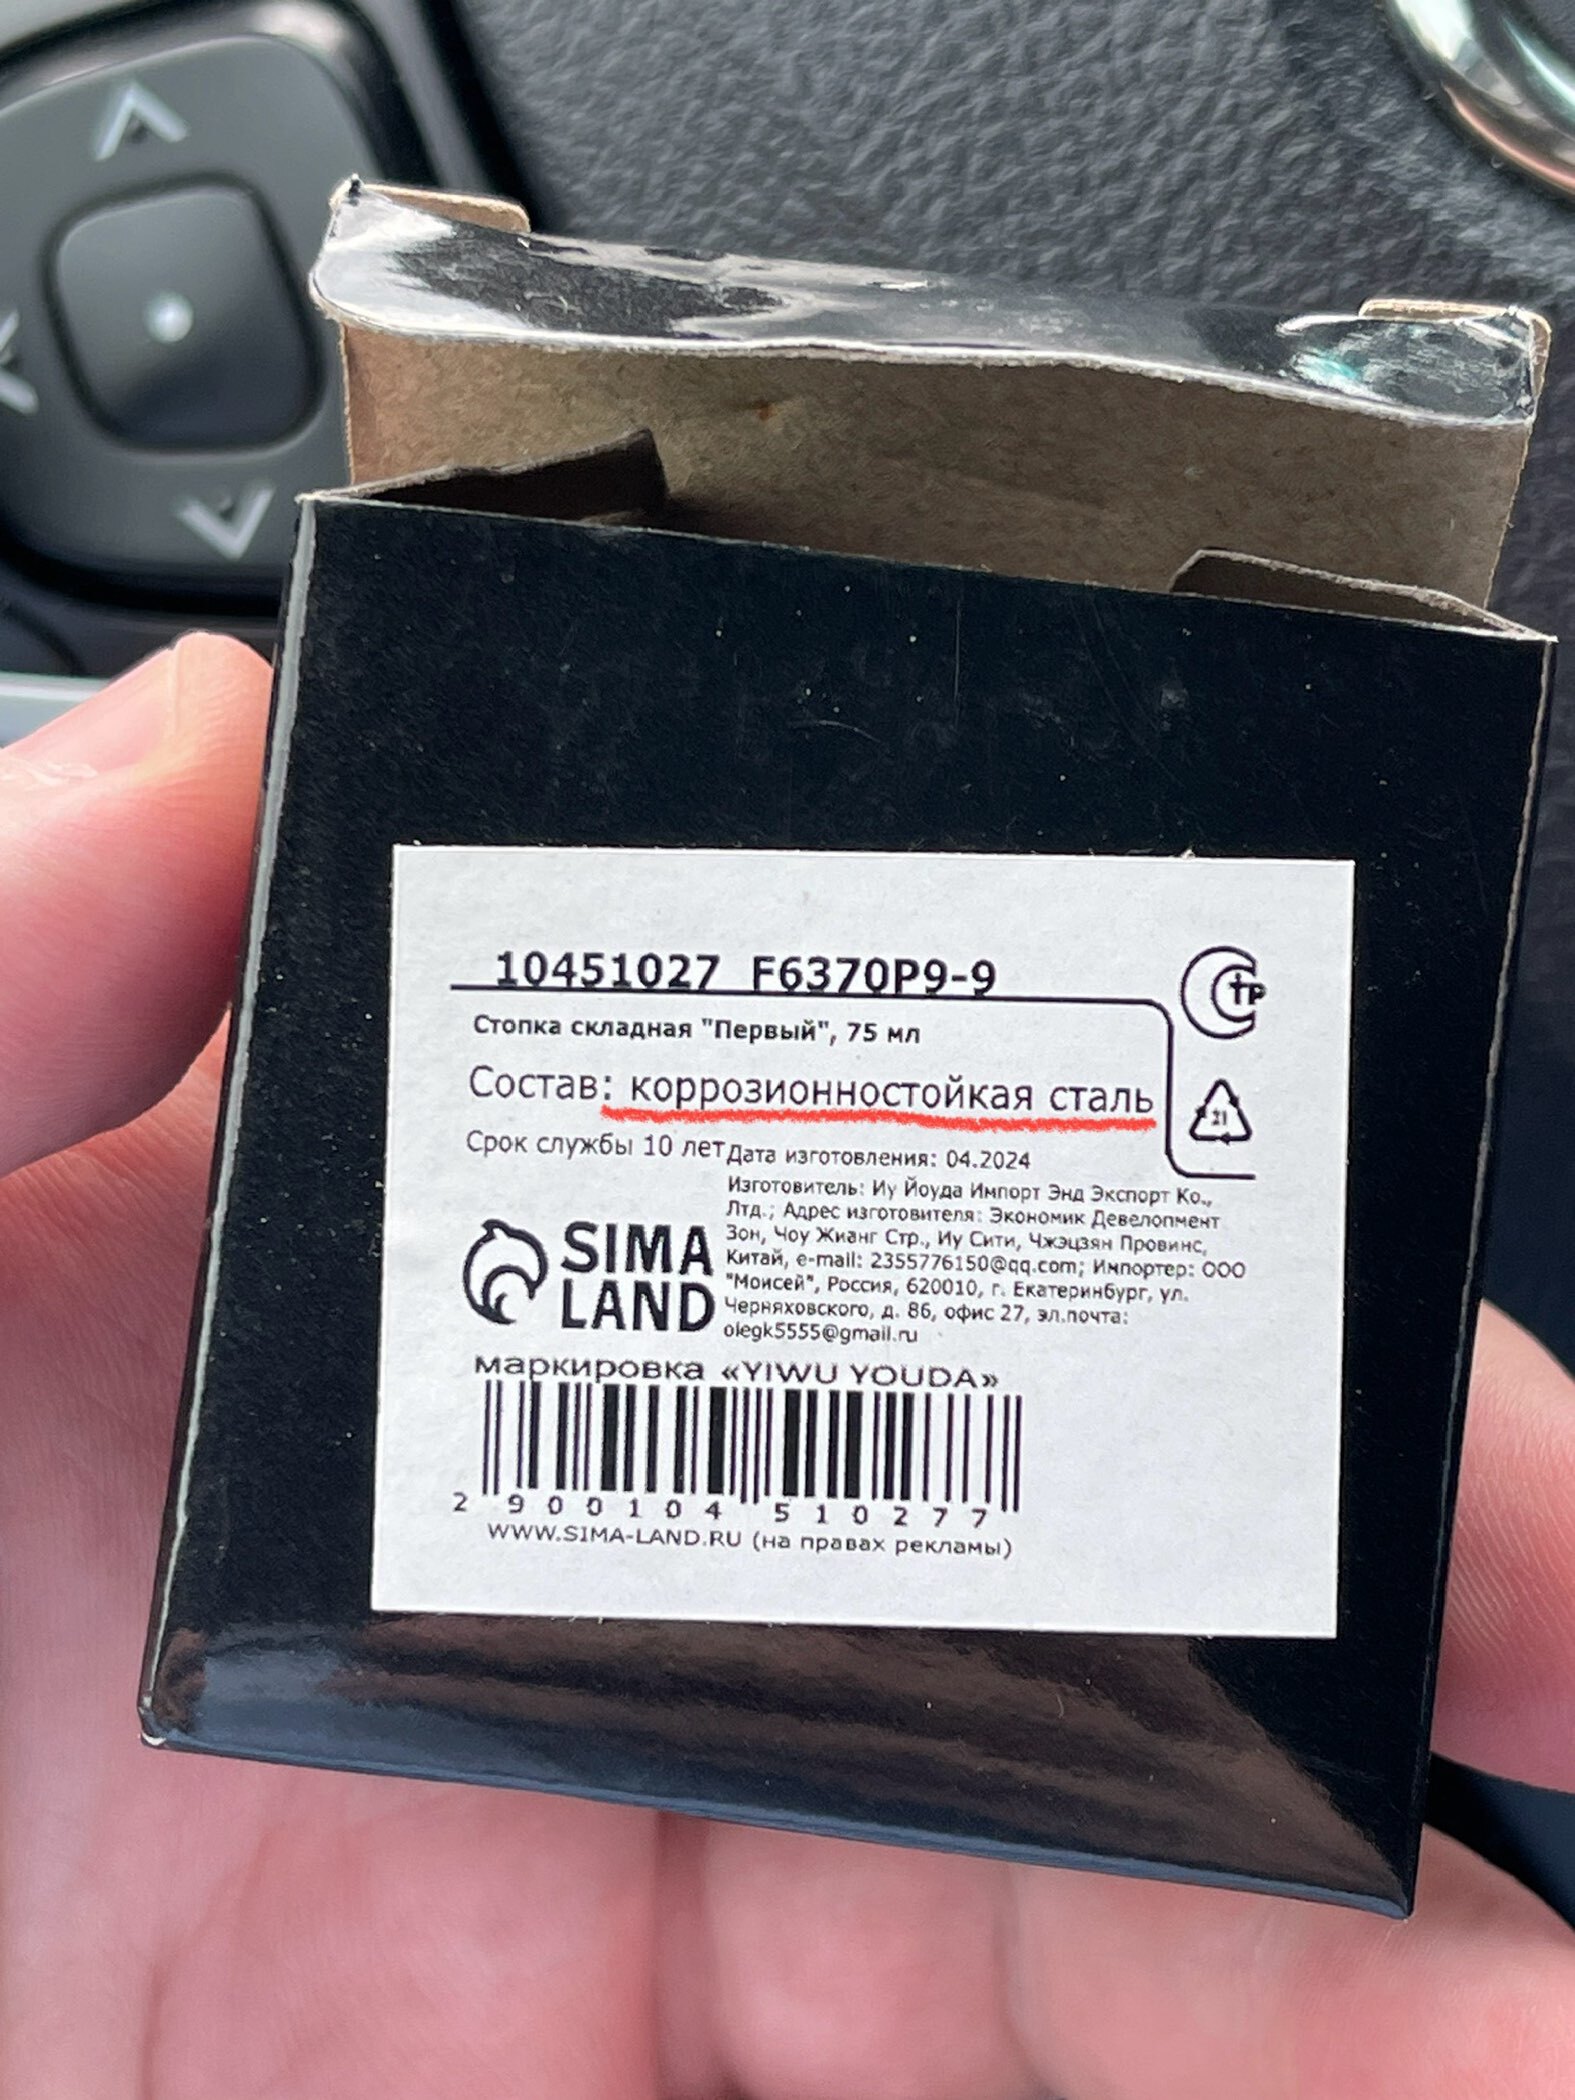 10451027 F6370P9-9
Стопка складная "Первый", 75 мл
Состав: коррозионностойкая сталь
Срок службы 10 лет
Дата изготовления: 04.2024
Изготовитель: Иу Йоуда Импорт Энд Экспорт Ко.,
Лтд.; Адрес изготовителя: Экономик Девелопмент
Зон, Чоу Жианг Стр., Иу Сити, Чжэцзян Провинс,
Китай, e-mail: 2355776150@qq.com; Импортер: ООО
"Моисей", Россия, 620010, г. Екатеринбург, ул.
Черняховского, д. 86, офис 27, эл.почта:
olegk5555@gmail.ru
SIMA
LAND
маркировка «YIWU YOUDA»
2 900104 510277
WWW.SIMA-LAND.RU (на правах рекламы)
СТР
21